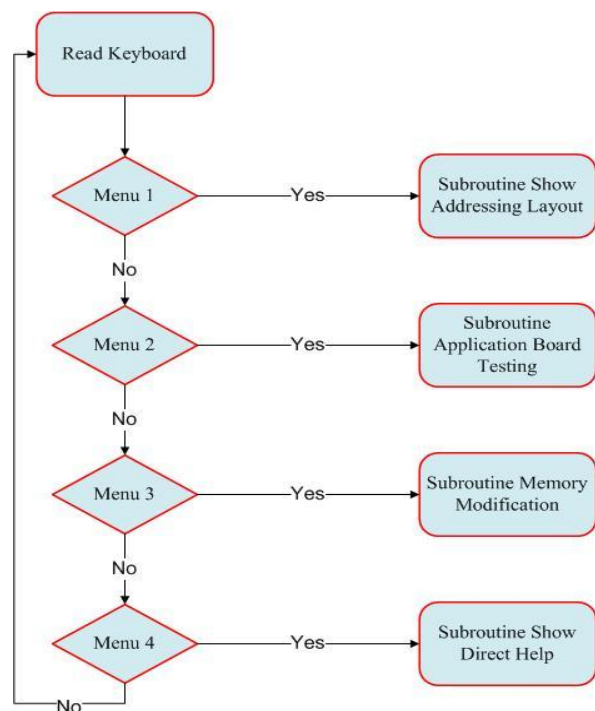 Read Keyboard
Menu 1
Yes
Subroutine Show
Addressing Layout
No
Menu 2
Yes
Subroutine
Application Board
Testing
No
Menu 3
Yes
Subroutine Memory
Modification
No
Menu 4
Yes
Subroutine Show
Direct Help
No